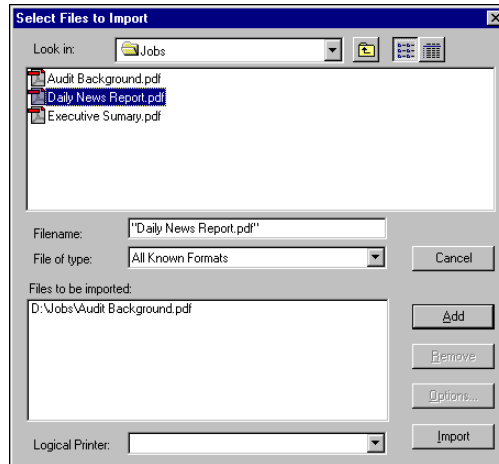 Select Files to Import
Look in: Jobs
Audit Background.pdf
Daily News Report.pdf
Executive Sumary.pdf
Filename: "Daily News Report.pdf"
File of type: All Known Formats
Cancel
Files to be imported:
D:\Jobs\Audit Background.pdf
Add
Remove
Options...
Logical Printer:
Import